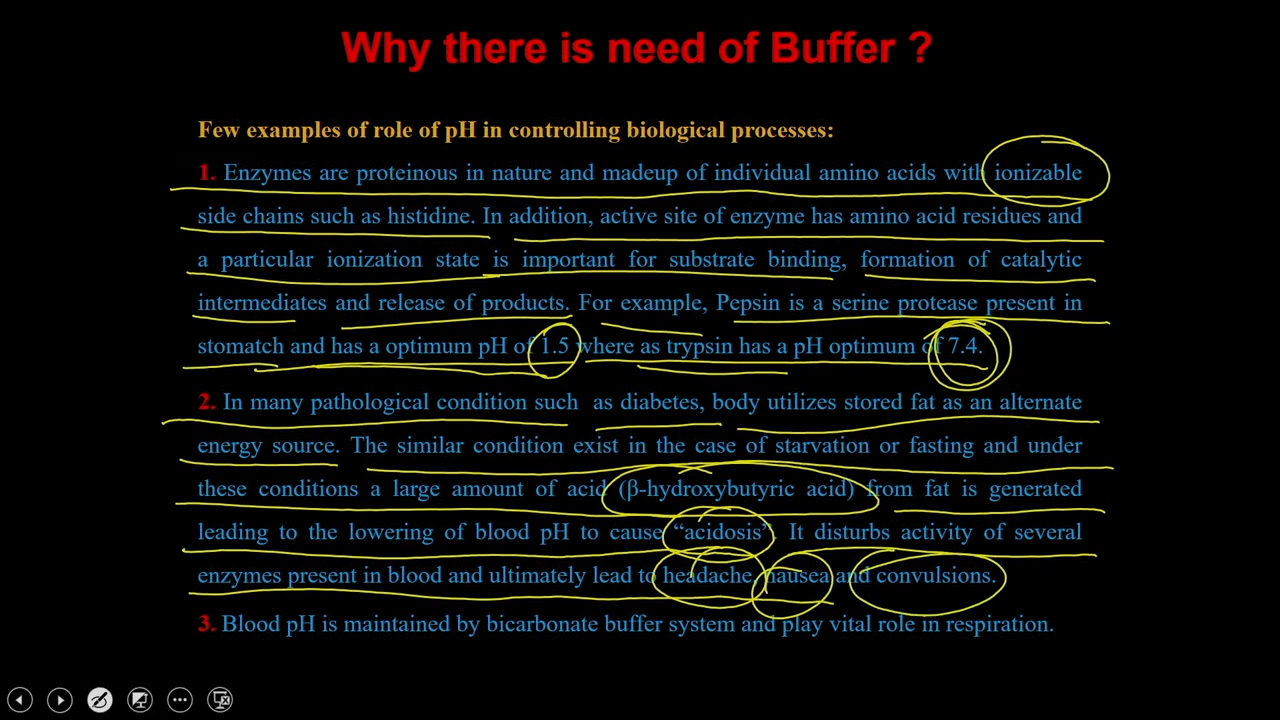 Why there is need of Buffer ?
Few examples of role of pH in controlling biological processes:
1. Enzymes are proteinous in nature and madeup of individual amino acids with ionizable
side chains such as histidine. In addition, active site of enzyme has amino acid residues and
a particular ionization state is important for substrate binding, formation of catalytic
intermediates and release of products. For example, Pepsin is a serine protease present in
stomatch and has a optimum pH of 1.5 where as trypsin has a pH optimum of 7.4.
2. In many pathological condition such as diabetes, body utilizes stored fat as an alternate
energy source. The similar condition exist in the case of starvation or fasting and under
these conditions a large amount of acid (β-hydroxybutyric acid) from fat is generated
leading to the lowering of blood pH to cause “acidosis”. It disturbs activity of several
enzymes present in blood and ultimately lead to headache, nausea and convulsions.
3. Blood pH is maintained by bicarbonate buffer system and play vital role in respiration.